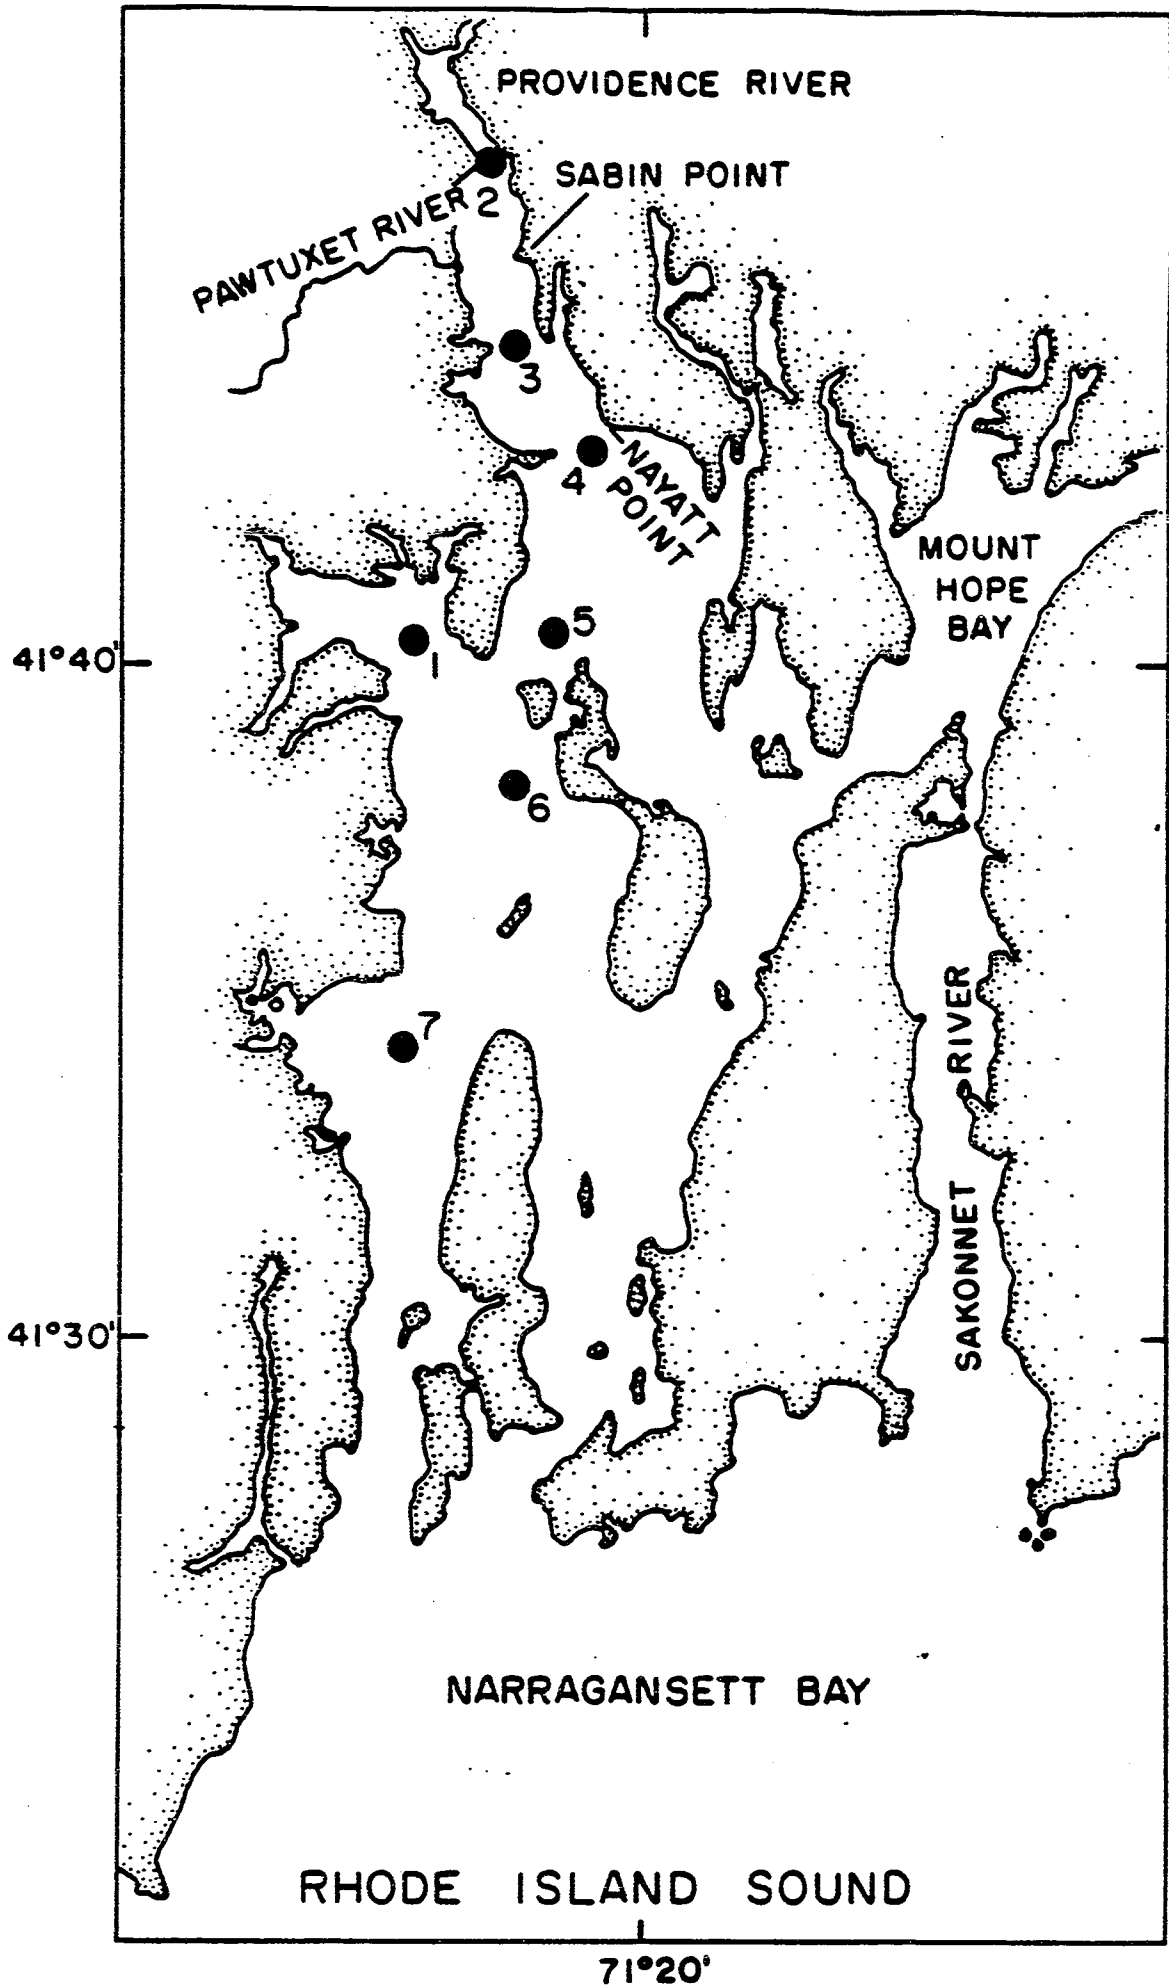 PROVIDENCE RIVER
SABIN POINT
2
PAWTUXET RIVER
3
4
NAYATT
POINT
MOUNT
HOPE
BAY
5
1
41°40'
6
7
SAKONNET RIVER
41°30'
NARRAGANSETT BAY
RHODE ISLAND SOUND
71°20'